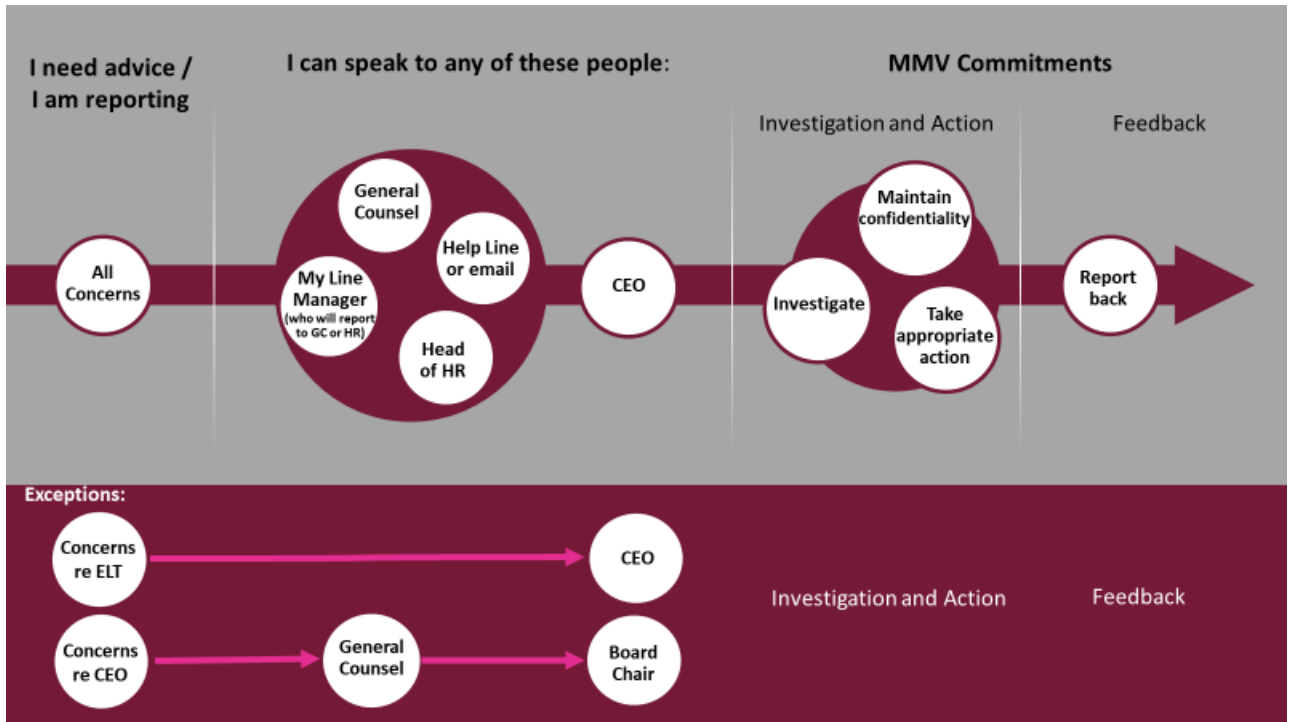 I need advice /
I am reporting
I can speak to any of these people:
MMV Commitments
Investigation and Action
Feedback
All
Concerns
General
Counsel
Help Line
or email
My Line
Manager
(who will report
to GC or HR)
Head
of HR
CEO
Maintain
confidentiality
Investigate
Take
appropriate
action
Report
back
Exceptions:
Concerns
re ELT
CEO
Investigation and Action
Feedback
Concerns
re CEO
General
Counsel
Board
Chair